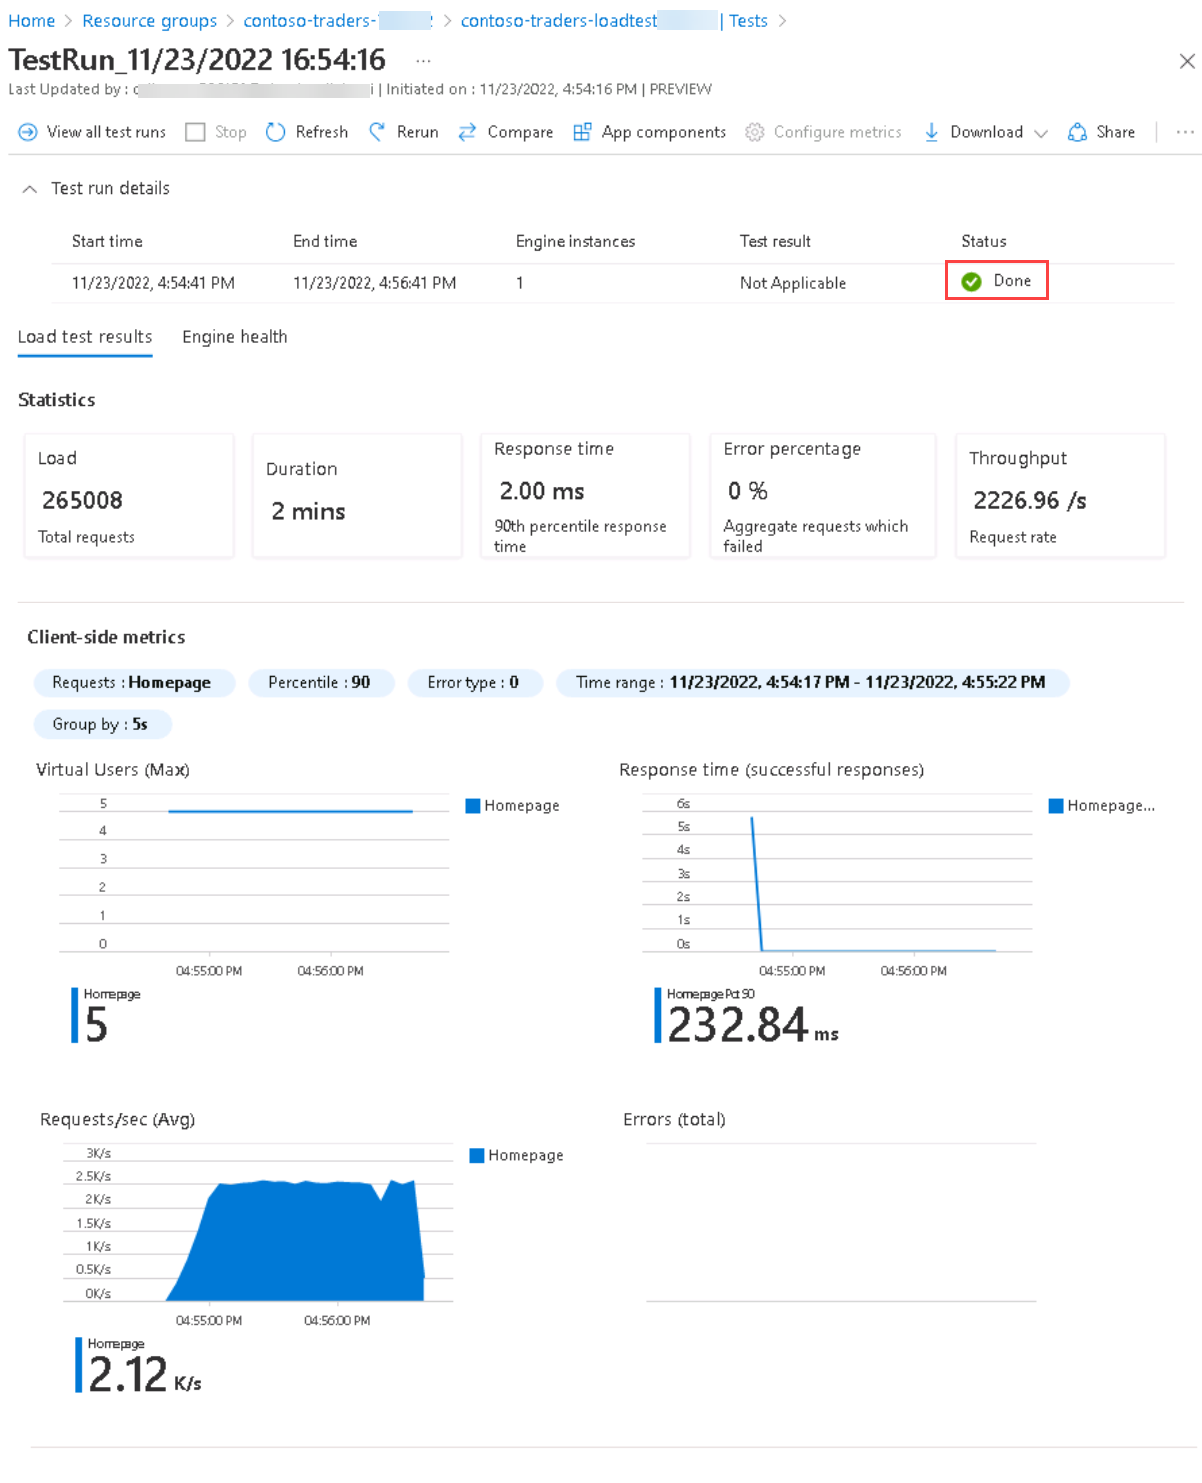 Home > Resource groups > contoso-traders- > contoso-traders-loadtest | Tests >
TestRun_11/23/2022 16:54:16 ...
Last Updated by : | Initiated on : 11/23/2022, 4:54:16 PM | PREVIEW
View all test runs Stop Refresh Rerun Compare App components Configure metrics Download Share ...
Test run details
Start time End time Engine instances Test result Status
11/23/2022, 4:54:41 PM 11/23/2022, 4:56:41 PM 1 Not Applicable Done
Load test results Engine health
Statistics
Load
265008
Total requests
Duration
2 mins
Response time
2.00 ms
90th percentile response
time
Error percentage
0 %
Aggregate requests which
failed
Throughput
2226.96 /s
Request rate
Client-side metrics
Requests : Homepage Percentile : 90 Error type : 0 Time range : 11/23/2022, 4:54:17 PM - 11/23/2022, 4:55:22 PM
Group by : 5s
Virtual Users (Max)
5
4
3
2
1
0
04:55:00 PM 04:56:00 PM
Homepage
Homepage
5
Response time (successful responses)
6s
5s
4s
3s
2s
1s
0s
04:55:00 PM 04:56:00 PM
Homepage...
Homepage Pct 90
232.84 ms
Requests/sec (Avg)
3K/s
2.5K/s
2K/s
1.5K/s
1K/s
0.5K/s
0K/s
04:55:00 PM 04:56:00 PM
Homepage
Homepage
2.12 K/s
Errors (total)